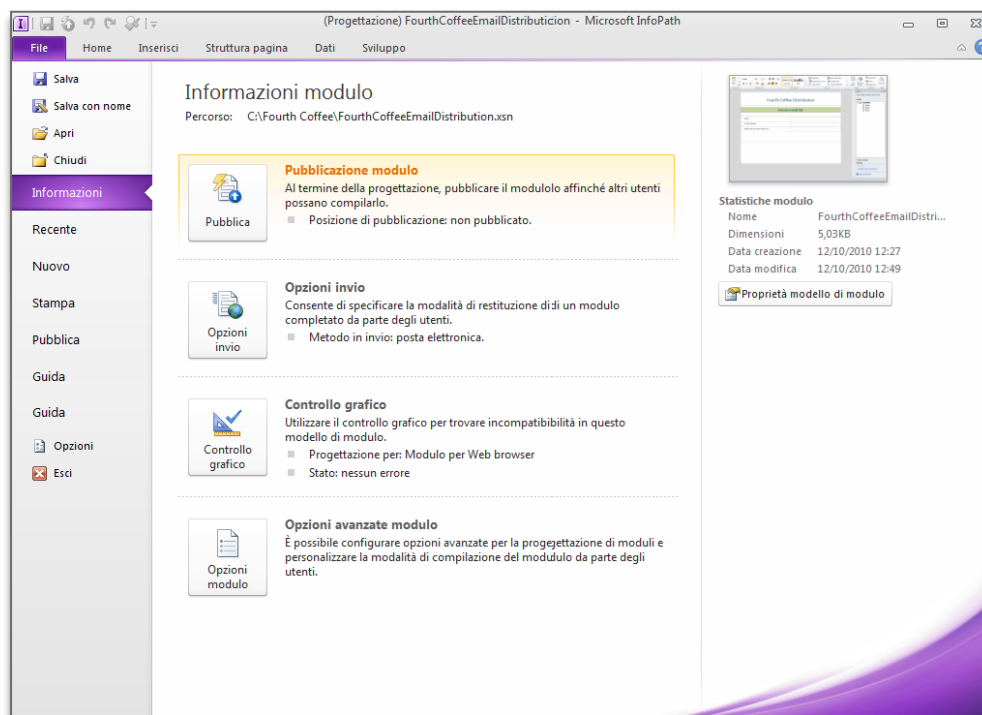 (Progettazione) FourthCoffeeEmailDistributicion - Microsoft InfoPath
File Home Inserisci Struttura pagina Dati Sviluppo
Salva
Salva con nome
Apri
Chiudi
Informazioni
Recente
Nuovo
Stampa
Pubblica
Guida
Guida
Opzioni
Esci
Informazioni modulo
Percorso: C:\Fourth Coffee\FourthCoffeeEmailDistribution.xsn
Pubblica
Pubblicazione modulo
Al termine della progettazione, pubblicare il modulolo affinché altri utenti
possano compilarlo.
Posizione di pubblicazione: non pubblicato.
Opzioni
invio
Opzioni invio
Consente di specificare la modalità di restituzione di di un modulo
completato da parte degli utenti.
Metodo in invio: posta elettronica.
Controllo
grafico
Controllo grafico
Utilizzare il controllo grafico per trovare incompatibilità in questo
modello di modulo.
Progettazione per: Modulo per Web browser
Stato: nessun errore
Opzioni
modulo
Opzioni avanzate modulo
È possibile configurare opzioni avanzate per la progegettazione di moduli e
personalizzare la modalità di compilazione del moduludo da parte degli
utenti.
Fourth Coffee Distribution
Statistiche modulo
Nome FourthCoffeeEmailDistri...
Dimensioni 5,03KB
Data creazione 12/10/2010 12:27
Data modifica 12/10/2010 12:49
Proprietà modello di modulo